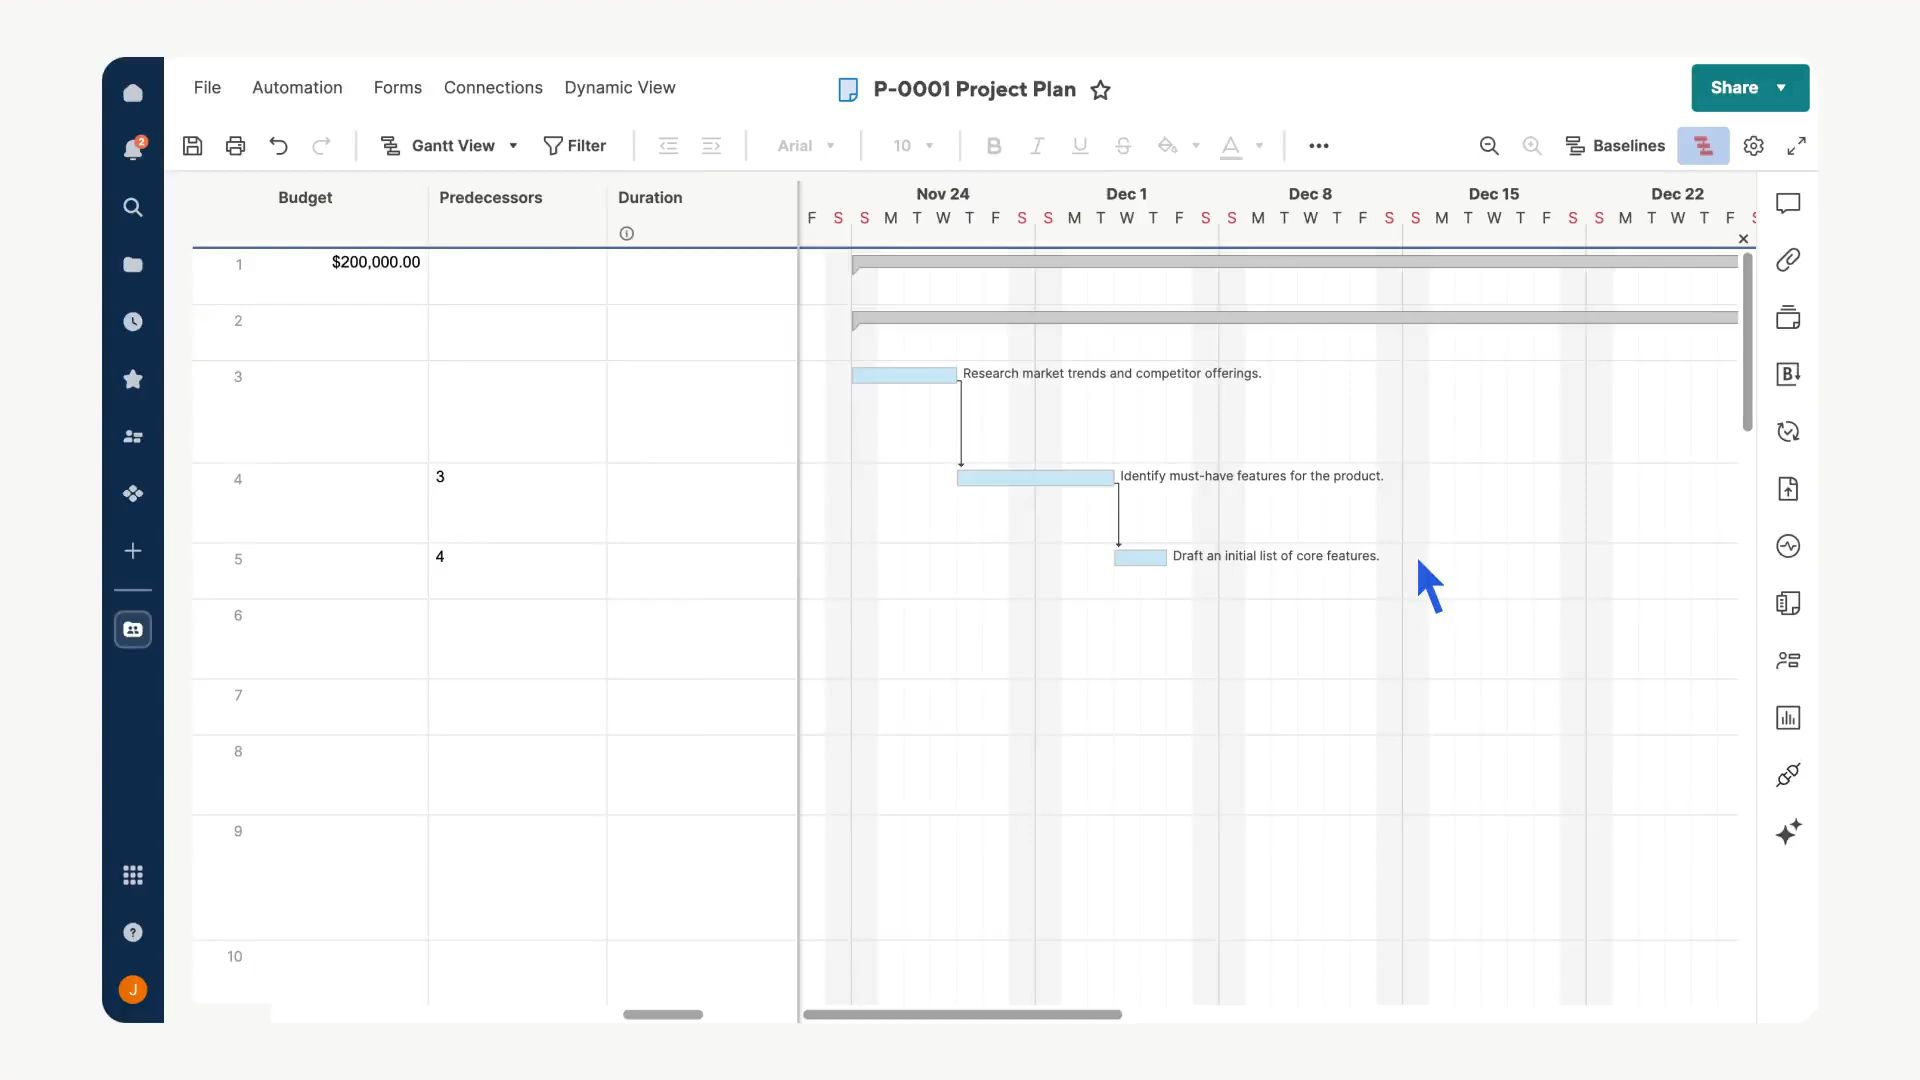 File Automation Forms Connections Dynamic View
P-0001 Project Plan
Share
2
Gantt View Filter Arial 10 B I U S A Baselines
Budget Predecessors Duration
Nov 24 Dec 1 Dec 8 Dec 15 Dec 22
F S S M T W T F S S M T W T F S S M T W T F S S M T W T F S S M T W T F S
1 $200,000.00
2
3 Research market trends and competitor offerings.
4 3 Identify must-have features for the product.
5 4 Draft an initial list of core features.
6
7
8
9
10
J